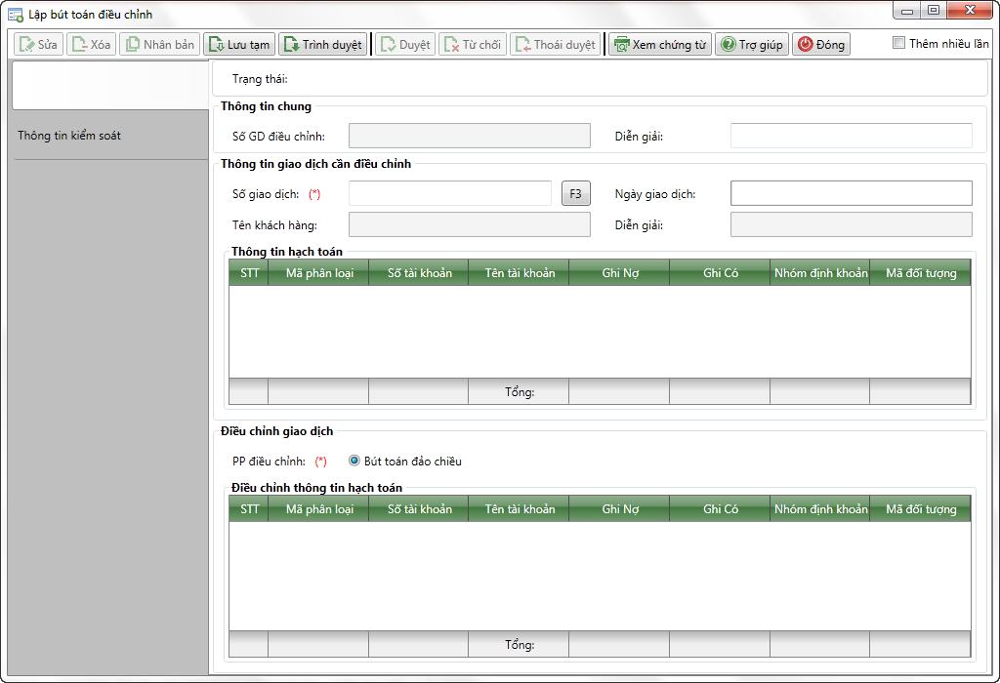 Lập bút toán điều chỉnh
Sửa Xóa Nhân bản Lưu tạm Trình duyệt Duyệt Từ chối Thoái duyệt Xem chứng từ Trợ giúp Đóng Thêm nhiều lần
Trạng thái:
Thông tin kiểm soát
Thông tin chung
Số GD điều chỉnh: Diễn giải:
Thông tin giao dịch cần điều chỉnh
Số giao dịch: (*) F3 Ngày giao dịch:
Tên khách hàng: Diễn giải:
Thông tin hạch toán
STT Mã phân loại Số tài khoản Tên tài khoản Ghi Nợ Ghi Có Nhóm định khoản Mã đối tượng
Tổng:
Điều chỉnh giao dịch
PP điều chỉnh: (*) Bút toán đảo chiều
Điều chỉnh thông tin hạch toán
STT Mã phân loại Số tài khoản Tên tài khoản Ghi Nợ Ghi Có Nhóm định khoản Mã đối tượng
Tổng: